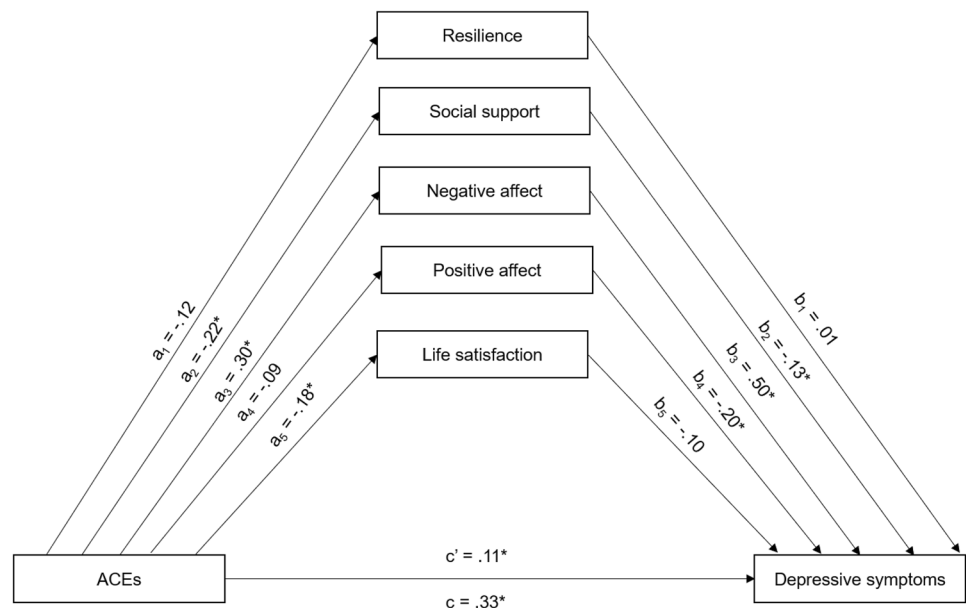 Resilience
Social support
Negative affect
Positive affect
Life satisfaction
a₁ = -.12
a₂ = -.22*
a₃ = .30*
a₄ = -.09
a₅ = -.18*
b₁ = .01
b₂ = -.13*
b₃ = .50*
b₄ = -.20*
b₅ = -.10
ACEs
c’ = .11*
c = .33*
Depressive symptoms